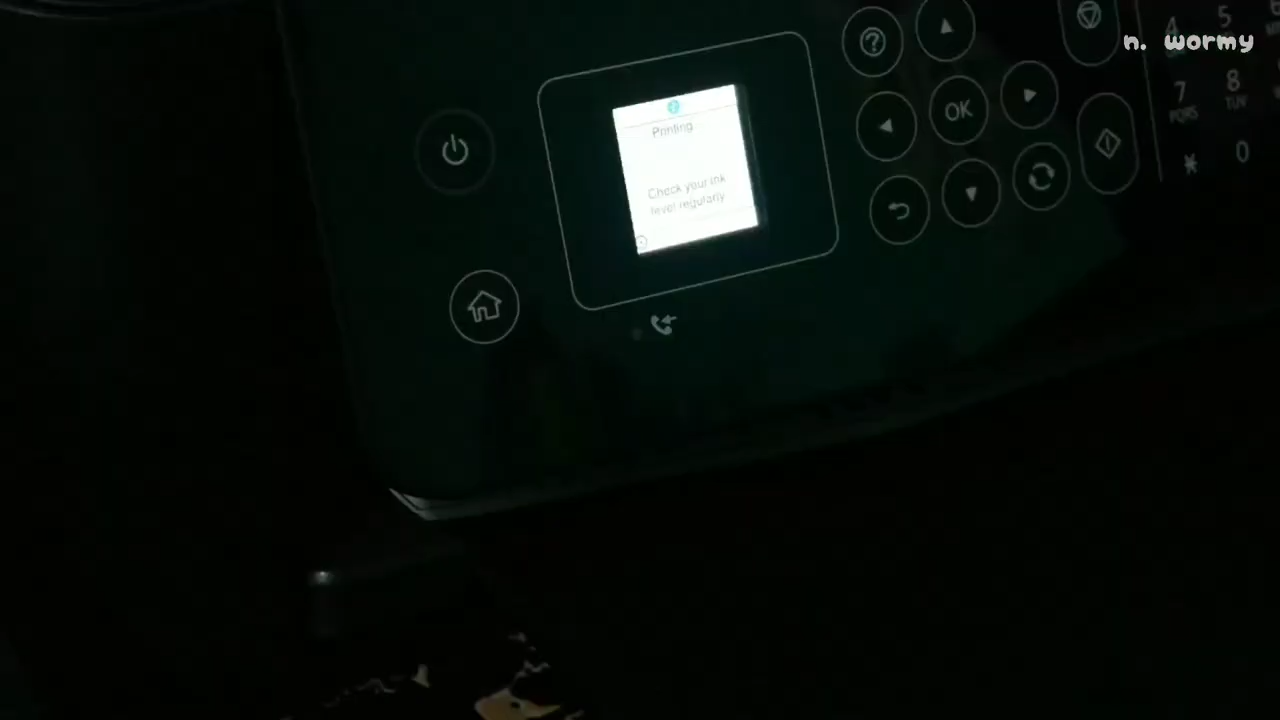 n. wormy
Printing
Check your ink
level regularly
?
OK
4
5
7
PQRS
8
TUV
*
0